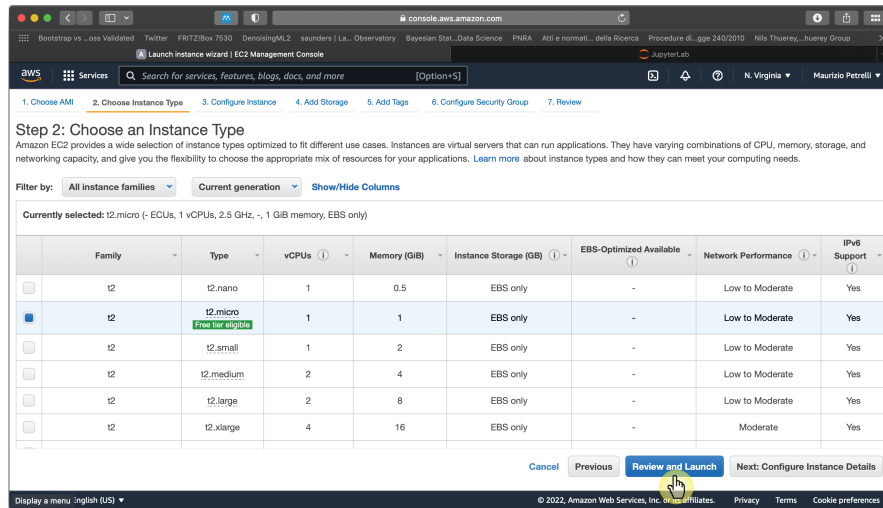 console.aws.amazon.com
Bootstrap vs ...oss Validated Twitter FRITZ!Box 7530 DenoisingML2 saunders | La... Observatory Bayesian Stat...Data Science PNRA Atti e normati... della Ricerca Procedure di...gge 240/2010 Nils Thuerey,...huerey Group
Launch instance wizard | EC2 Management Console JupyterLab
aws Services Search for services, features, blogs, docs, and more [Option+S] N. Virginia ▼ Maurizio Petrelli ▼
1. Choose AMI 2. Choose Instance Type 3. Configure Instance 4. Add Storage 5. Add Tags 6. Configure Security Group 7. Review
Step 2: Choose an Instance Type
Amazon EC2 provides a wide selection of instance types optimized to fit different use cases. Instances are virtual servers that can run applications. They have varying combinations of CPU, memory, storage, and
networking capacity, and give you the flexibility to choose the appropriate mix of resources for your applications. Learn more about instance types and how they can meet your computing needs.
Filter by: All instance families Current generation Show/Hide Columns
Currently selected: t2.micro (- ECUs, 1 vCPUs, 2.5 GHz, -, 1 GiB memory, EBS only)
Family Type vCPUs Memory (GiB) Instance Storage (GB) EBS-Optimized Available Network Performance IPv6 Support
t2 t2.nano 1 0.5 EBS only - Low to Moderate Yes
t2 t2.micro 1 1 EBS only - Low to Moderate Yes
Free tier eligible
t2 t2.small 1 2 EBS only - Low to Moderate Yes
t2 t2.medium 2 4 EBS only - Low to Moderate Yes
t2 t2.large 2 8 EBS only - Low to Moderate Yes
t2 t2.xlarge 4 16 EBS only - Moderate Yes
Cancel Previous Review and Launch Next: Configure Instance Details
Display a menu English (US) ▼ © 2022, Amazon Web Services, Inc. or its affiliates. Privacy Terms Cookie preferences